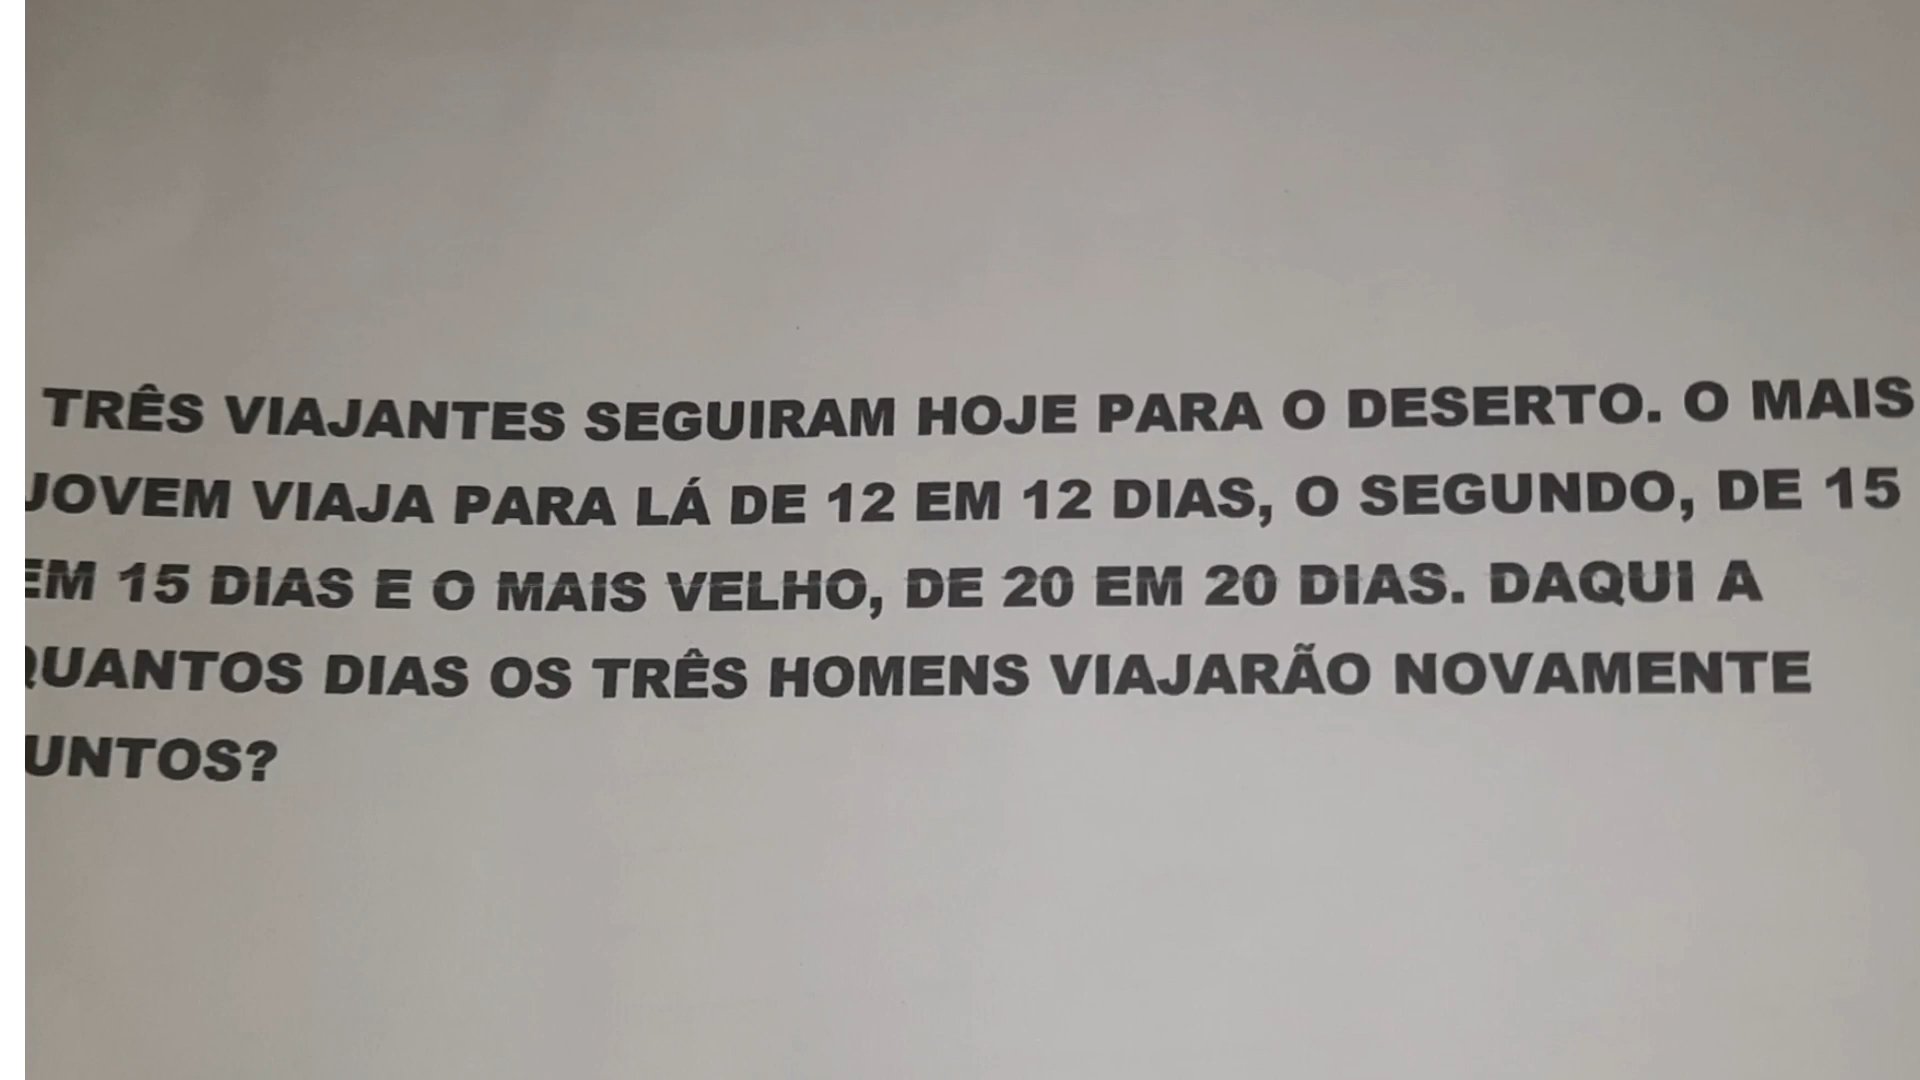 TRÊS VIAJANTES SEGUIRAM HOJE PARA O DESERTO. O MAIS
JOVEM VIAJA PARA LÁ DE 12 EM 12 DIAS, O SEGUNDO, DE 15
EM 15 DIAS E O MAIS VELHO, DE 20 EM 20 DIAS. DAQUI A
QUANTOS DIAS OS TRÊS HOMENS VIAJARÃO NOVAMENTE
UNTOS?